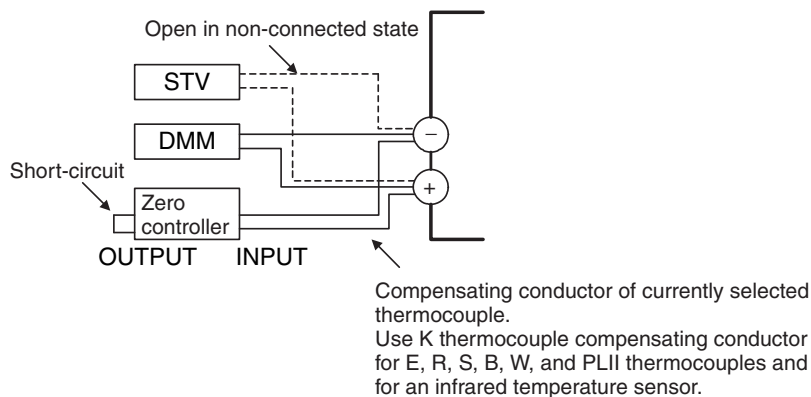 Open in non-connected state
STV
DMM
−
Short-circuit
+
Zero
controller
OUTPUT
INPUT
Compensating conductor of currently selected
thermocouple.
Use K thermocouple compensating conductor
for E, R, S, B, W, and PLII thermocouples and
for an infrared temperature sensor.